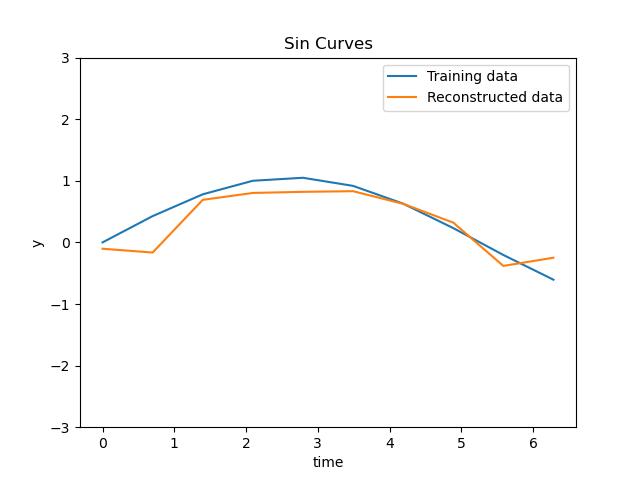 Sin Curves
Training data
Reconstructed data
3
2
1
0
−1
−2
−3
y
0 1 2 3 4 5 6
time